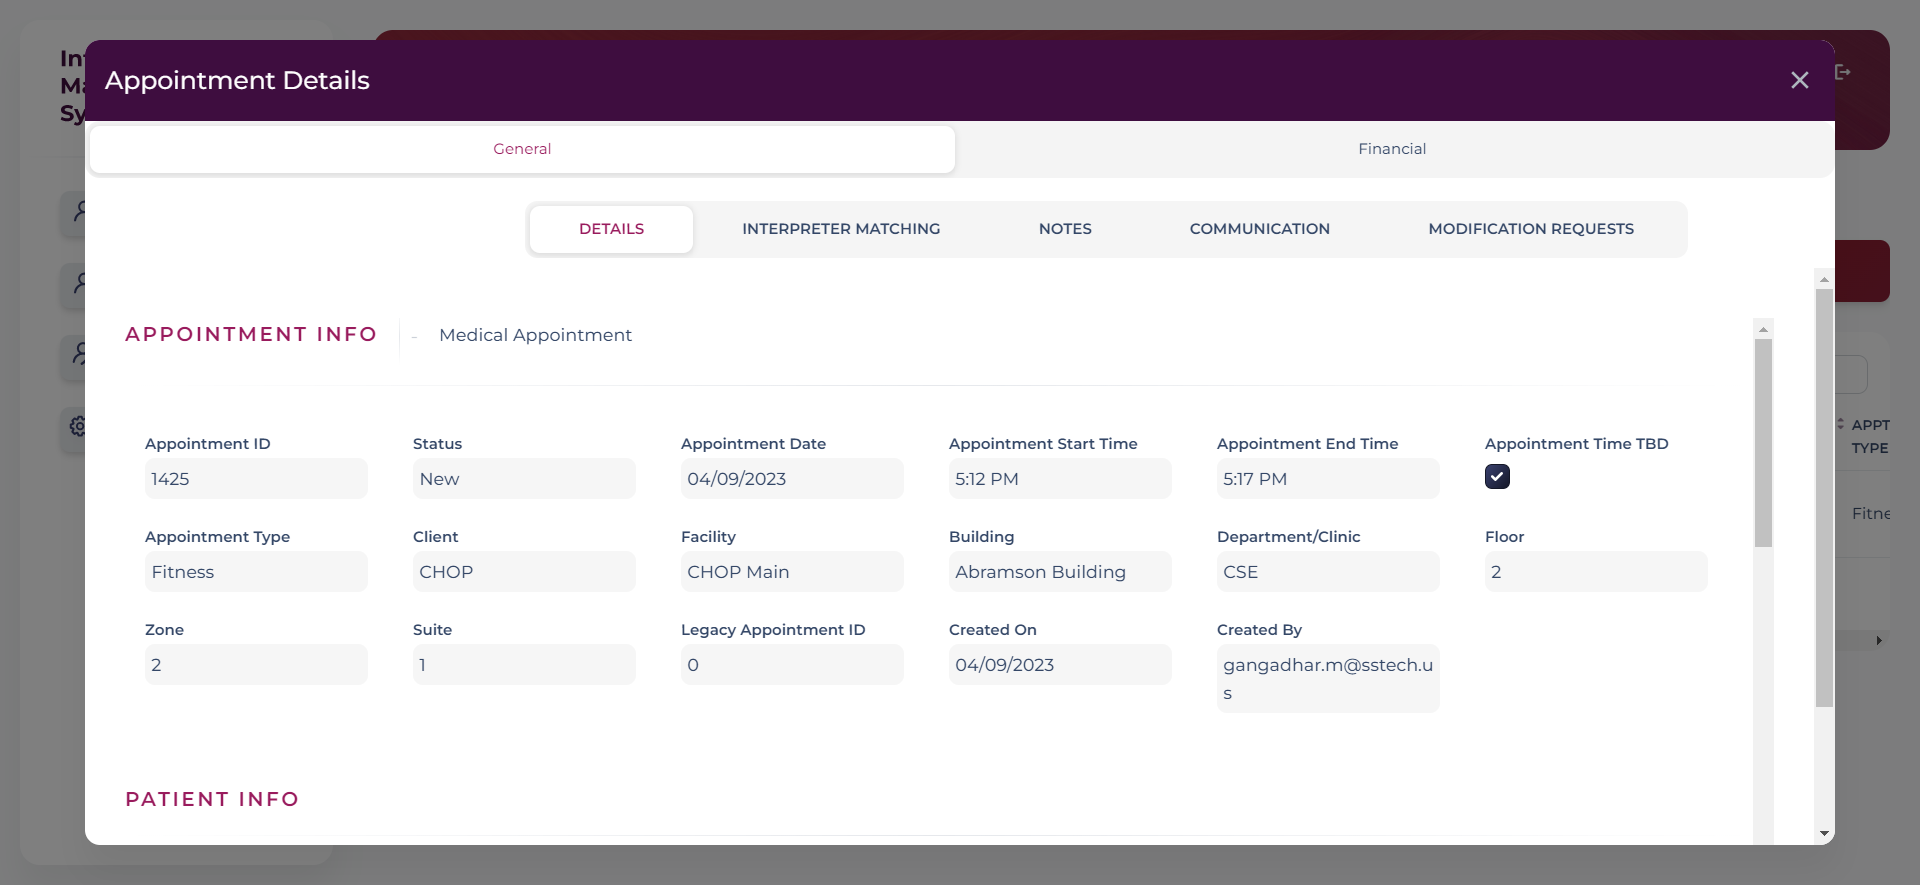 Appointment Details
General
Financial
DETAILS
INTERPRETER MATCHING
NOTES
COMMUNICATION
MODIFICATION REQUESTS
APPOINTMENT INFO
- Medical Appointment
Appointment ID
1425
Status
New
Appointment Date
04/09/2023
Appointment Start Time
5:12 PM
Appointment End Time
5:17 PM
Appointment Time TBD
Appointment Type
Fitness
Client
CHOP
Facility
CHOP Main
Building
Abramson Building
Department/Clinic
CSE
Floor
2
Zone
2
Suite
1
Legacy Appointment ID
0
Created On
04/09/2023
Created By
gangadhar.m@sstech.u
s
PATIENT INFO
APPT
TYPE